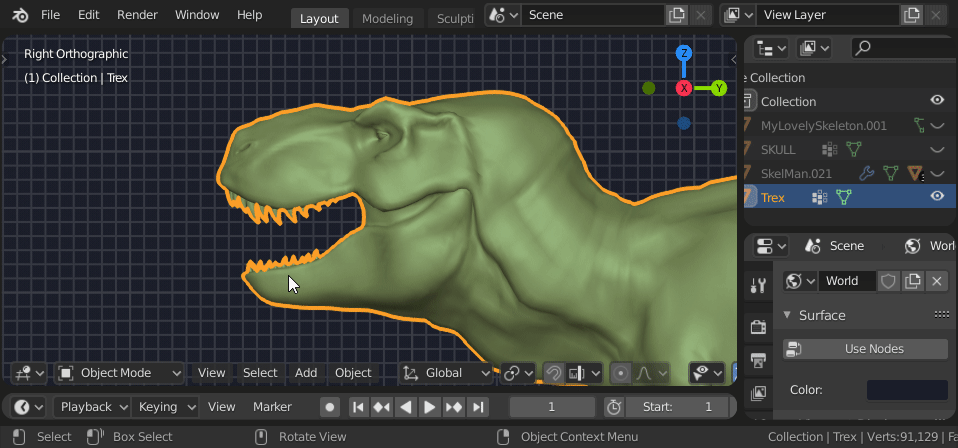 File Edit Render Window Help Layout Modeling Sculpti Scene View Layer
Right Orthographic
(1) Collection | Trex
Z
X
Y
e Collection
Collection
MyLovelySkeleton.001
SKULL
SkelMan.021
Trex
Scene Worl
World
Surface
Use Nodes
Color:
Object Mode View Select Add Object Global
Playback Keying View Marker 1 Start: 1
Select Box Select Rotate View Object Context Menu Collection | Trex | Verts:91,129 | Fa